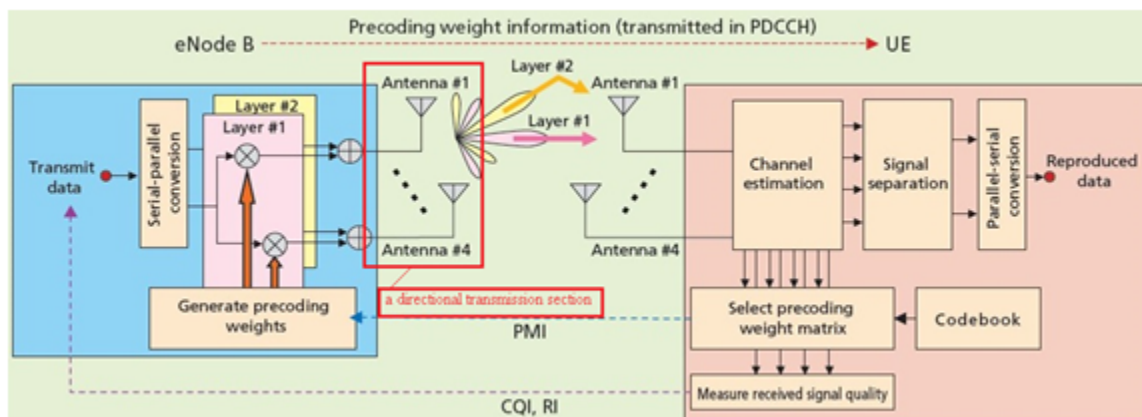 Precoding weight information (transmitted in PDCCH)
eNode B
UE
Layer #2
Layer #1
Transmit
data
Serial-parallel
conversion
Generate precoding
weights
Antenna #1
Antenna #4
a directional transmission section
Layer #2
Layer #1
Antenna #1
Antenna #4
Channel
estimation
Signal
separation
Parallel-serial
conversion
Reproduced
data
Select precoding
weight matrix
Codebook
PMI
Measure received signal quality
CQI, RI